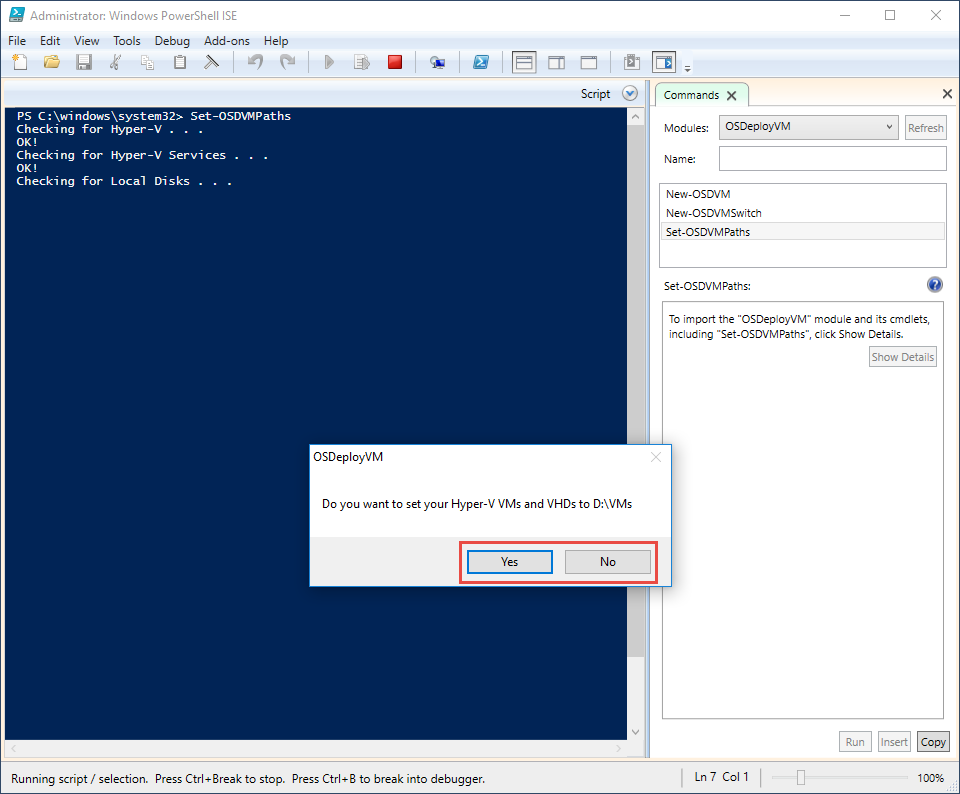 Administrator: Windows PowerShell ISE
File Edit View Tools Debug Add-ons Help
Script
PS C:\windows\system32> Set-OSDVMPaths
Checking for Hyper-V . . .
OK!
Checking for Hyper-V Services . . .
OK!
Checking for Local Disks . . .
Commands
Modules: OSDeployVM Refresh
Name:
New-OSDVM
New-OSDVMSwitch
Set-OSDVMPaths
Set-OSDVMPaths:
To import the "OSDeployVM" module and its cmdlets,
including "Set-OSDVMPaths", click Show Details.
Show Details
OSDeployVM
Do you want to set your Hyper-V VMs and VHDs to D:\VMs
Yes No
Run Insert Copy
Running script / selection. Press Ctrl+Break to stop. Press Ctrl+B to break into debugger. Ln 7 Col 1 100%